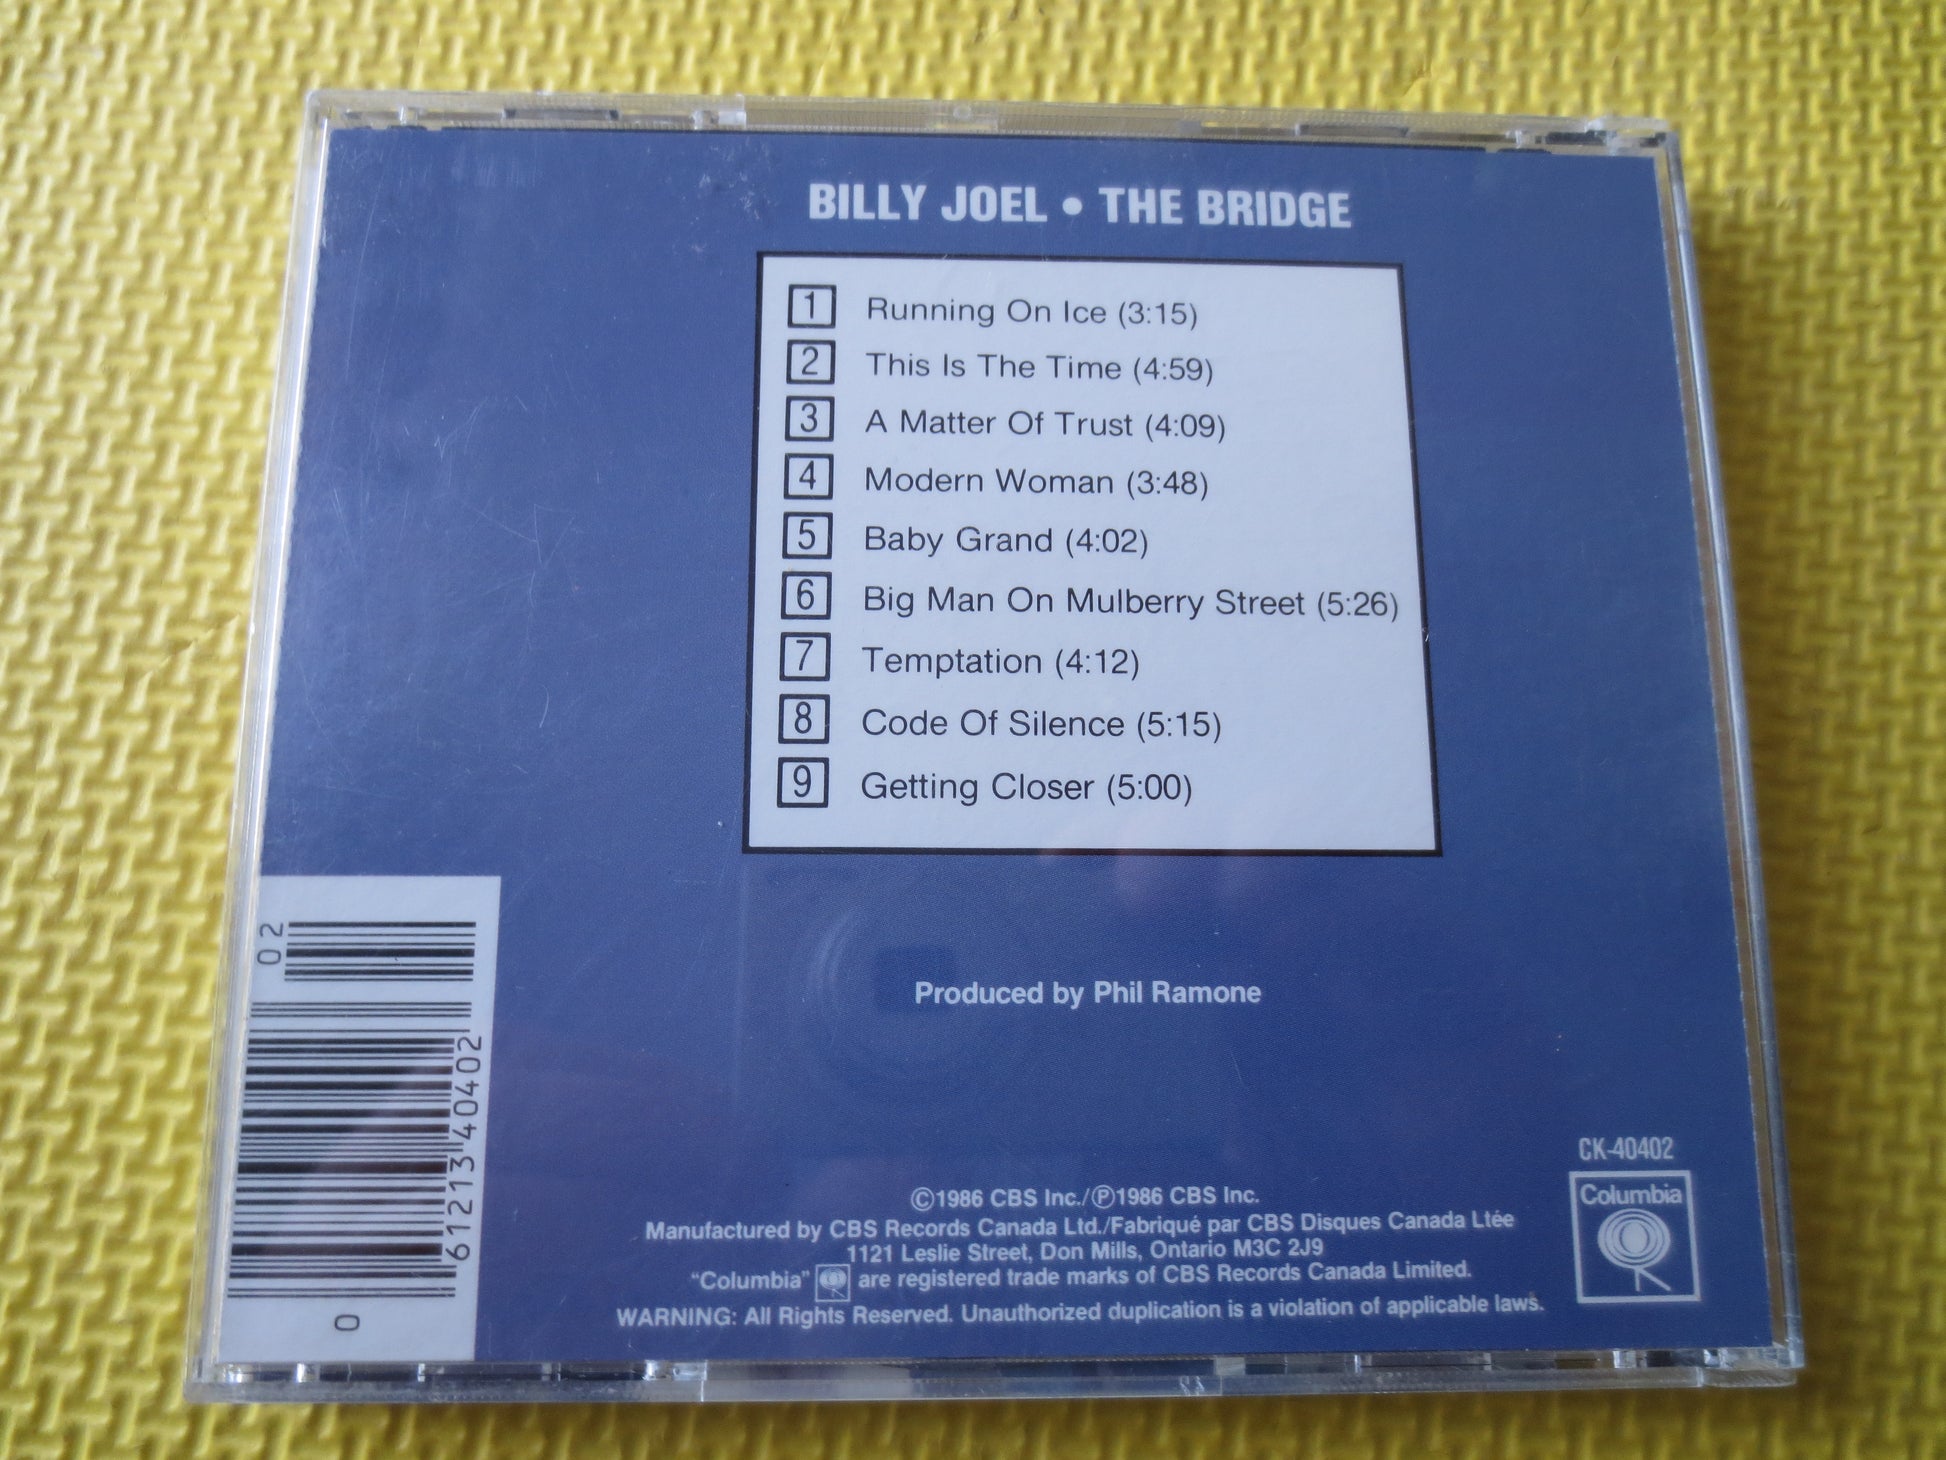 BILLY JOEL • THE BRIDGE
1 Running On Ice (3:15)
2 This Is The Time (4:59)
3 A Matter Of Trust (4:09)
4 Modern Woman (3:48)
5 Baby Grand (4:02)
6 Big Man On Mulberry Street (5:26)
7 Temptation (4:12)
8 Code Of Silence (5:15)
9 Getting Closer (5:00)
Produced by Phil Ramone
02
6121340402
0
CK-40402
Columbia
©1986 CBS Inc./Ⓟ1986 CBS Inc.
Manufactured by CBS Records Canada Ltd./Fabriqué par CBS Disques Canada Ltée
1121 Leslie Street, Don Mills, Ontario M3C 2J9
"Columbia" are registered trade marks of CBS Records Canada Limited.
WARNING: All Rights Reserved. Unauthorized duplication is a violation of applicable laws.